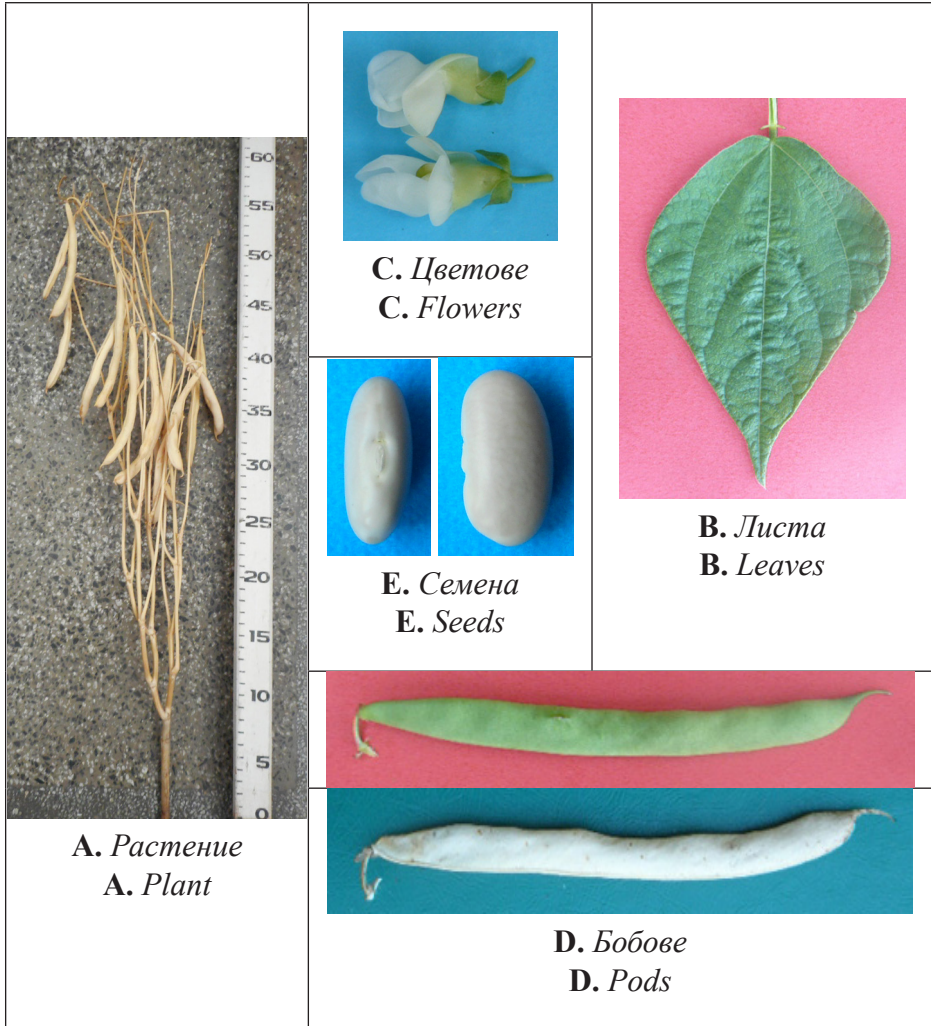 60
55
50
45
40
35
30
25
20
15
10
5
0
A. Растение
A. Plant
C. Цветове
C. Flowers
E. Семена
E. Seeds
B. Листа
B. Leaves
D. Бобове
D. Pods